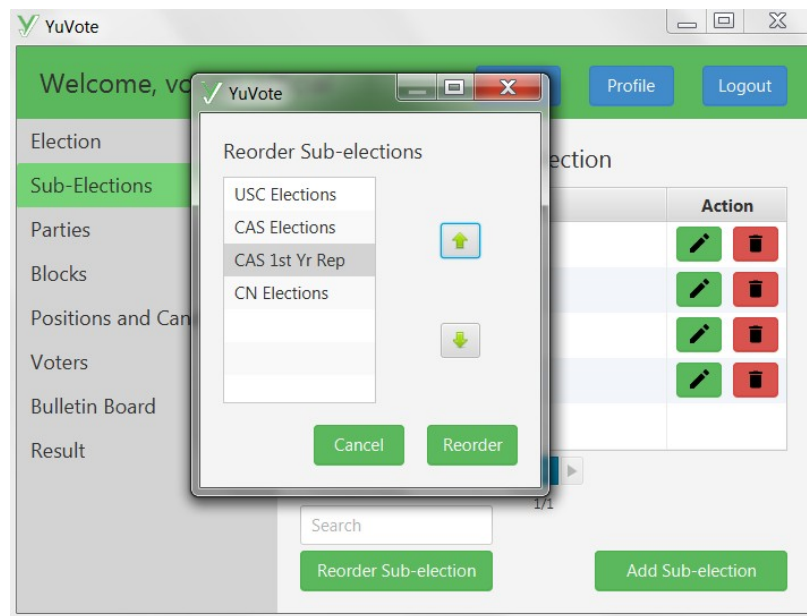 YuVote
Welcome, vo
Profile
Logout
YuVote
Election
Sub-Elections
Parties
Blocks
Positions and Can
Voters
Bulletin Board
Result
Reorder Sub-elections
USC Elections
CAS Elections
CAS 1st Yr Rep
CN Elections
Cancel
Reorder
ection
Action
1/1
Search
Reorder Sub-election
Add Sub-election